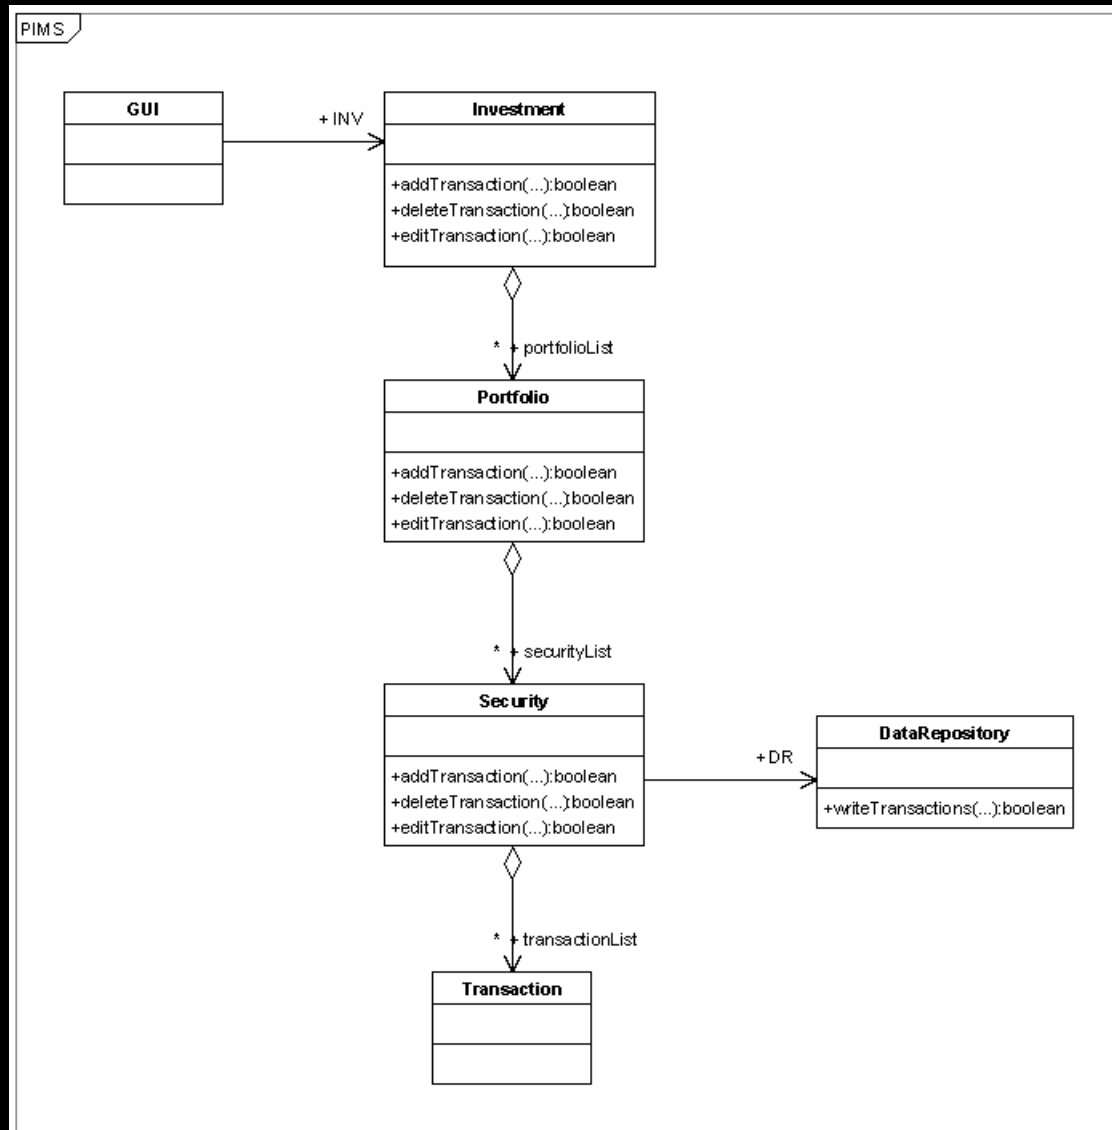 PIMS
GUI
+ INV
Investment
+addTransaction(...):boolean
+deleteTransaction(...):boolean
+editTransaction(...):boolean
* + portfolioList
Portfolio
+addTransaction(...):boolean
+deleteTransaction(...):boolean
+editTransaction(...):boolean
* + securityList
Security
+addTransaction(...):boolean
+deleteTransaction(...):boolean
+editTransaction(...):boolean
+DR
DataRepository
+writeTransactions(...):boolean
* + transactionList
Transaction